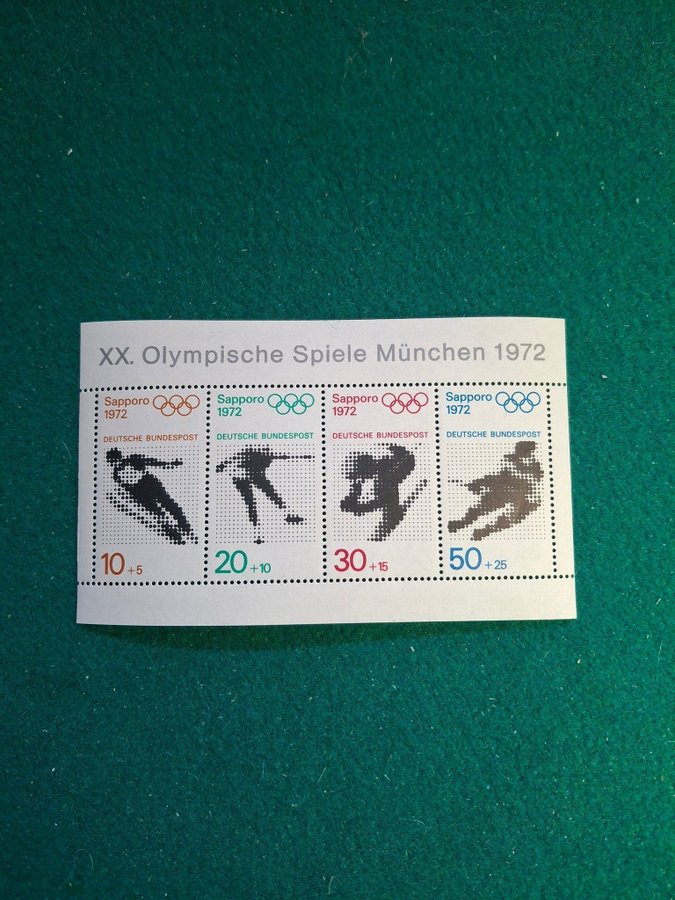 XX. Olympische Spiele München 1972
Sapporo
1972
DEUTSCHE BUNDESPOST
10 +5
Sapporo
1972
DEUTSCHE BUNDESPOST
20 +10
Sapporo
1972
DEUTSCHE BUNDESPOST
30 +15
Sapporo
1972
DEUTSCHE BUNDESPOST
50 +25